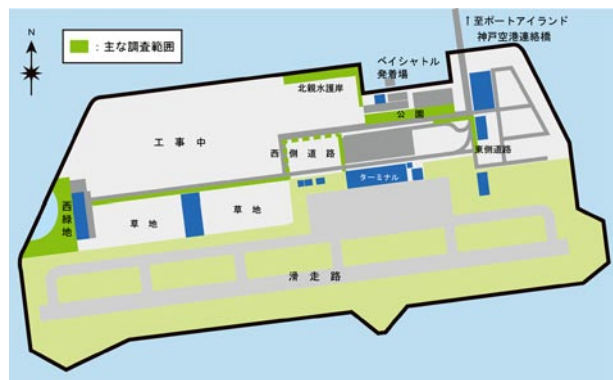 N
：主な調査範囲
↑至ポートアイランド
神戸空港連絡橋
ベイシャトル
発着場
北親水護岸
公園
工事中
西側道路
東側道路
ターミナル
西緑地
草地
草地
滑走路